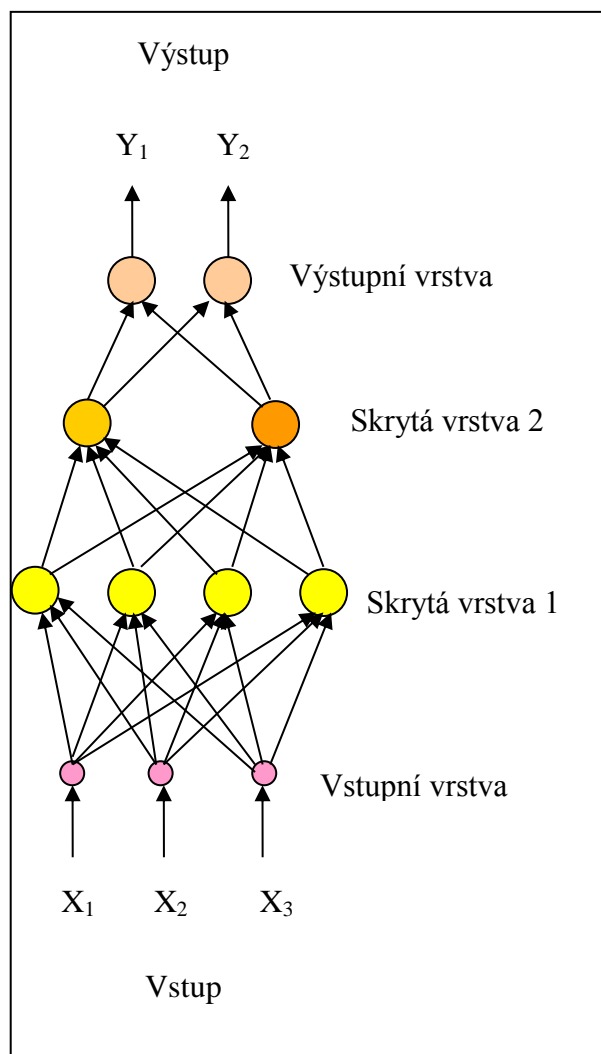 Výstup
Y₁ Y₂
Výstupní vrstva
Skrytá vrstva 2
Skrytá vrstva 1
Vstupní vrstva
X₁ X₂ X₃
Vstup